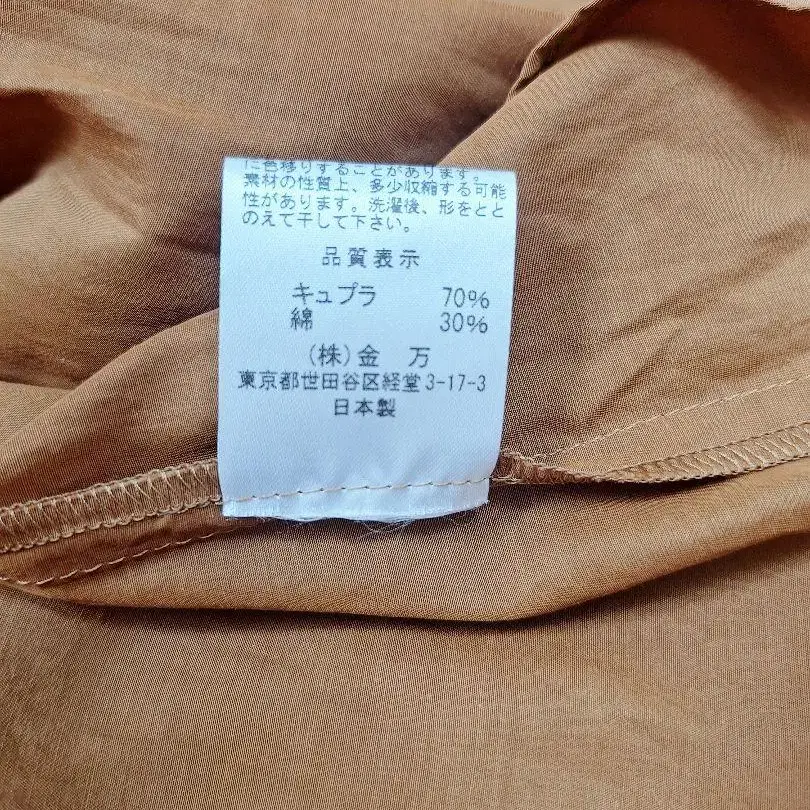 に色移りすることがあります。
素材の性質上、多少収縮する可能
性があります。洗濯後、形をとと
のえて干して下さい。
品質表示
キュプラ 70%
綿 30%
(株)金 万
東京都世田谷区経堂3-17-3
日本製